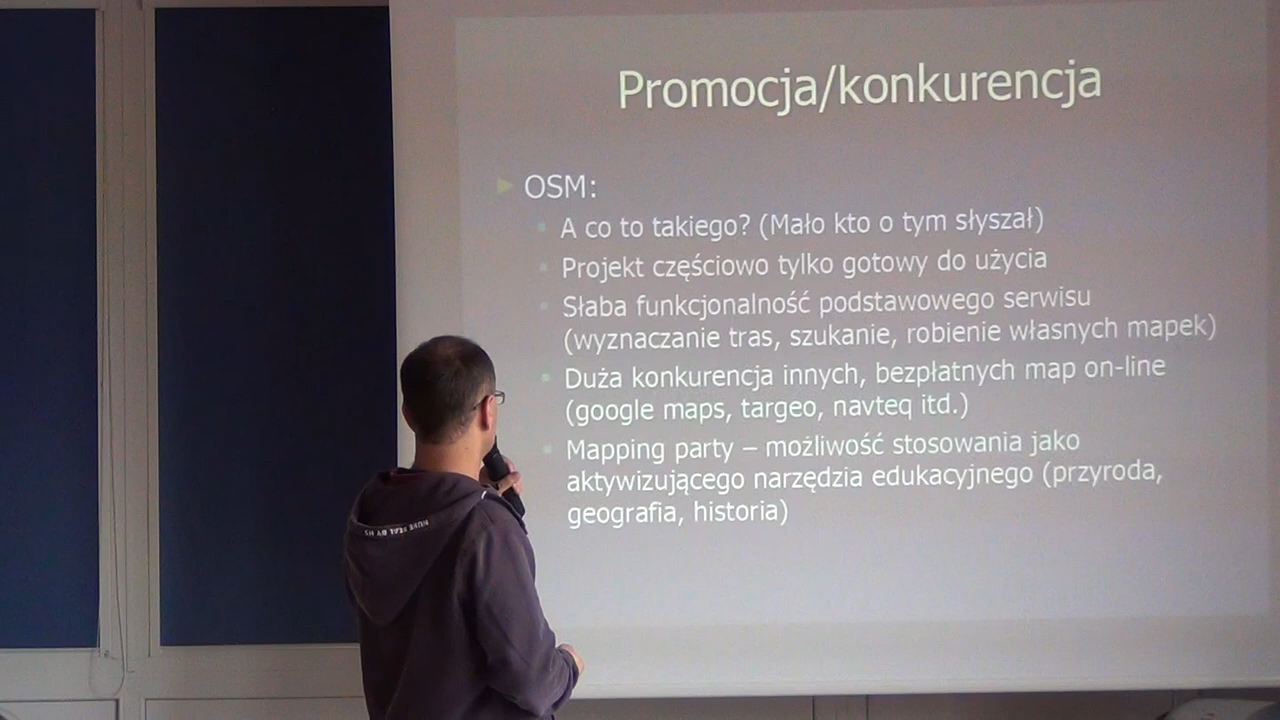 Promocja/konkurencja
OSM:
A co to takiego? (Mało kto o tym słyszał)
Projekt częściowo tylko gotowy do użycia
Słaba funkcjonalność podstawowego serwisu
(wyznaczanie tras, szukanie, robienie własnych mapek)
Duża konkurencja innych, bezpłatnych map on-line
(google maps, targeo, navteq itd.)
Mapping party – możliwość stosowania jako
aktywizującego narzędzia edukacyjnego (przyroda,
geografia, historia)